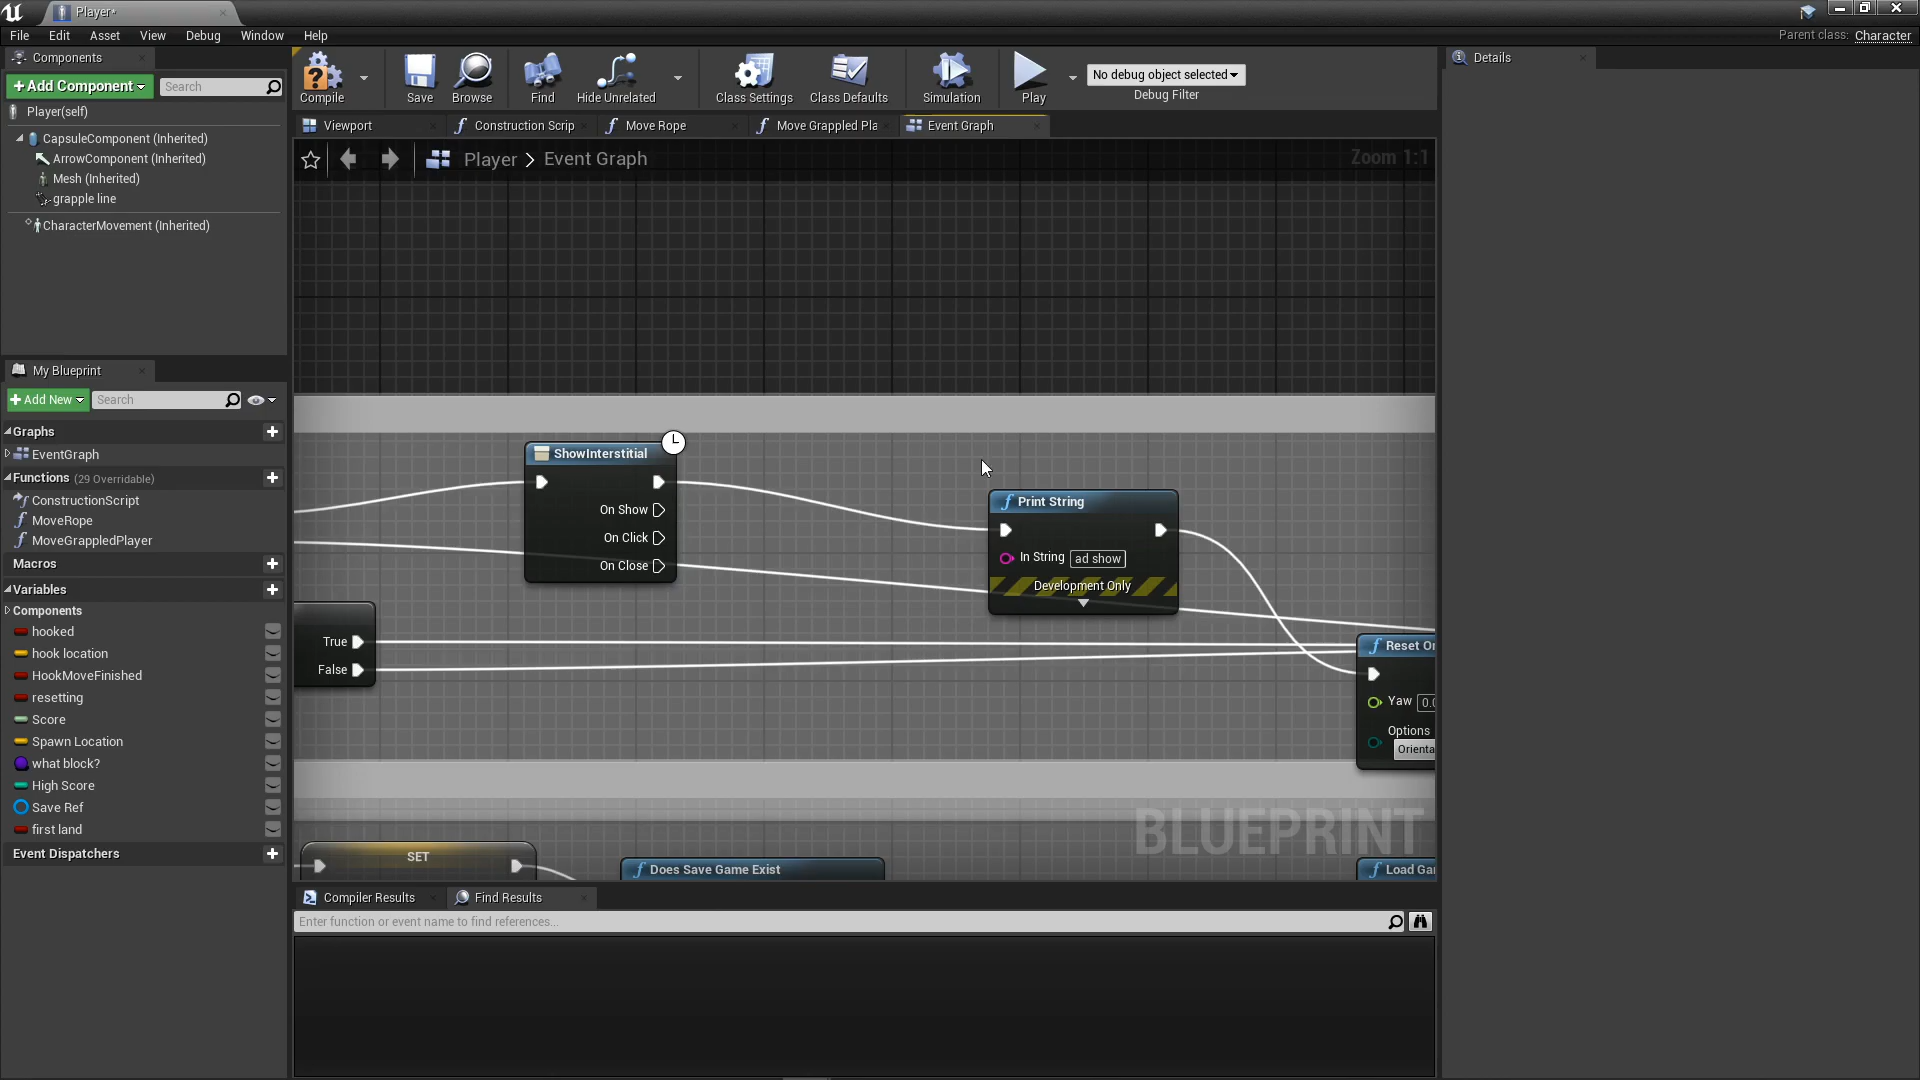 Player*
File Edit Asset View Debug Window Help
Parent class: Character
Components
+ Add Component
Search
Player(self)
CapsuleComponent (Inherited)
ArrowComponent (Inherited)
Mesh (Inherited)
grapple line
CharacterMovement (Inherited)
My Blueprint
+ Add New
Search
Graphs
EventGraph
Functions (29 Overridable)
ConstructionScript
MoveRope
MoveGrappledPlayer
Macros
Variables
Components
hooked
hook location
HookMoveFinished
resetting
Score
Spawn Location
what block?
High Score
Save Ref
first land
Event Dispatchers
Compile Save Browse Find Hide Unrelated Class Settings Class Defaults Simulation Play
No debug object selected
Debug Filter
Viewport Construction Scrip Move Rope Move Grappled Pla Event Graph
Player > Event Graph
Zoom 1:1
ShowInterstitial
On Show
On Click
On Close
Print String
In String ad show
Development Only
True
False
Reset Or
Yaw 0.0
Options
Orienta
BLUEPRINT
SET
Does Save Game Exist
Load Gar
Compiler Results Find Results
Enter function or event name to find references...
Details